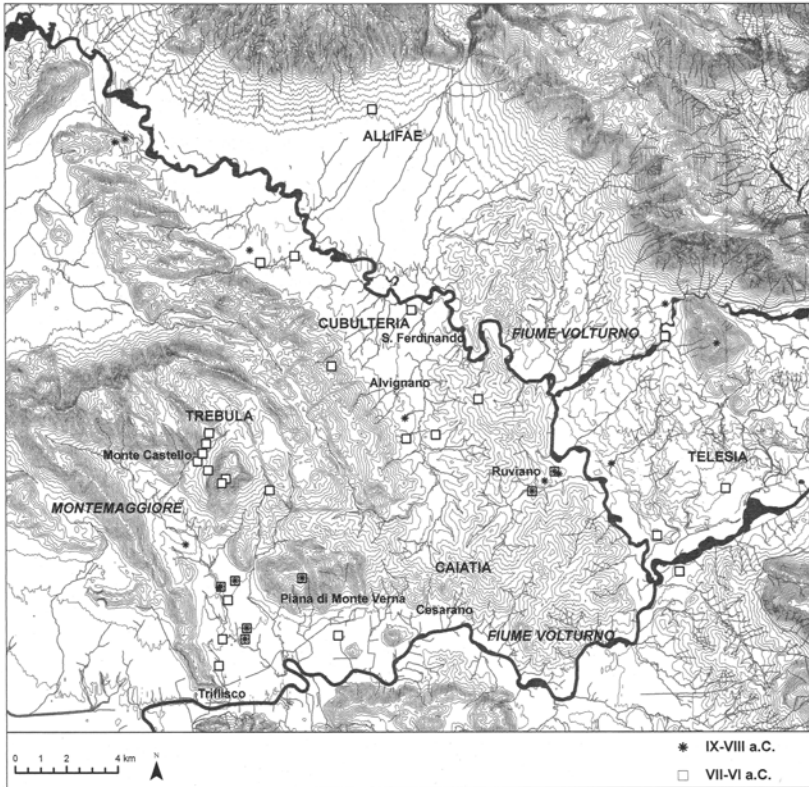 ALLIFAE
CUBULTERIA
S. Ferdinando
FIUME VOLTURNO
Alvignano
TREBULA
Monte Castello
Ruviano
TELESIA
MONTEMAGGIORE
CAIATIA
Piana di Monte Verna
Cesarano
FIUME VOLTURNO
Triflisco
IX-VIII a.C.
0 1 2 4 km
N
VII-VI a.C.